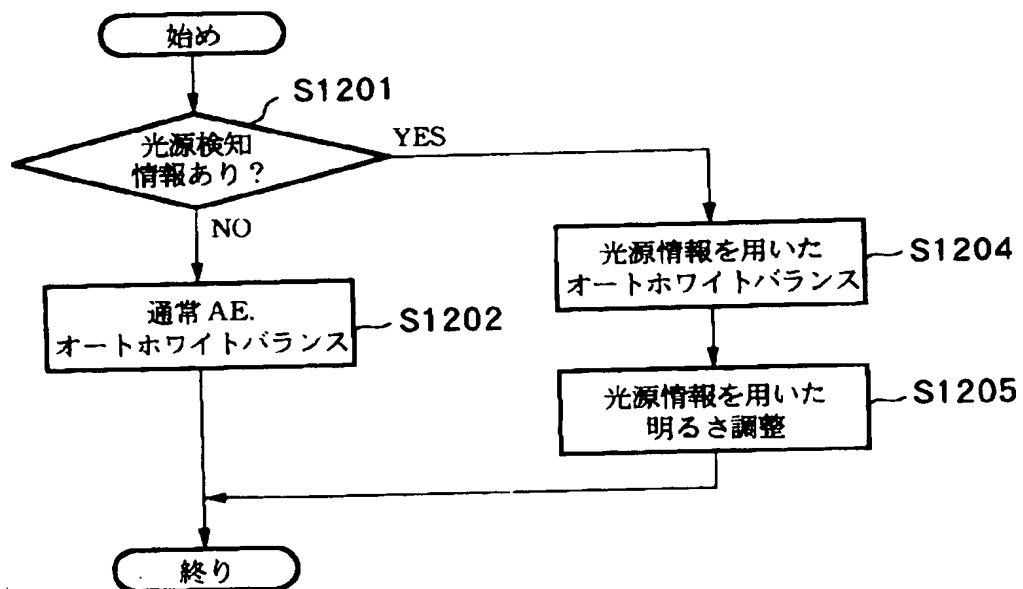 始め
S1201
光源検知
情報あり？
YES
NO
通常AE.
オートホワイトバランス
S1202
光源情報を用いた
オートホワイトバランス
S1204
光源情報を用いた
明るさ調整
S1205
終り